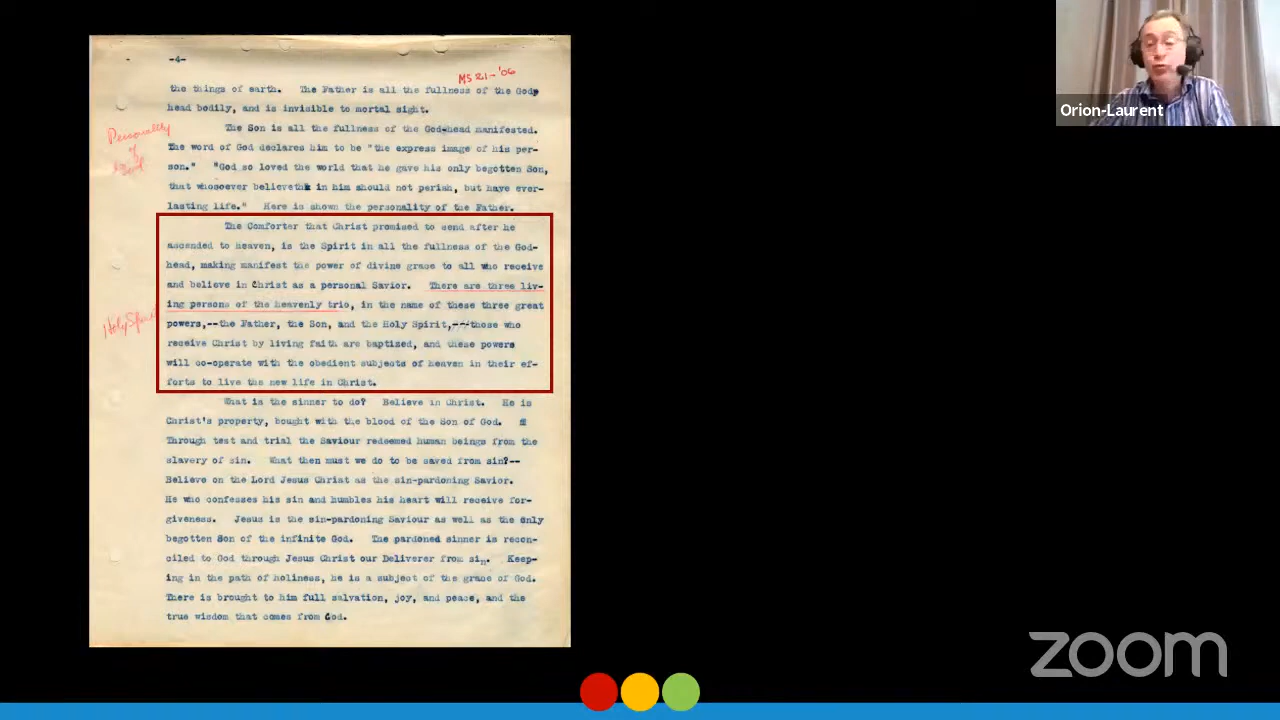 -4-
MS 21-'06
the things of earth. The Father is all the fullness of the God
head bodily, and is invisible to mortal sight.
Personality
of
The Son is all the fullness of the God-head manifested.
The word of God declares him to be "the express image of his per-
son." "God so loved the world that he gave his only begotten Son,
that whosoever believeth in him should not perish, but have ever-
lasting life." Here is shown the personality of the Father.
The Comforter that Christ promised to send after he
ascended to heaven, is the Spirit in all the fullness of the God-
head, making manifest the power of divine grace to all who receive
and believe in Christ as a personal Savior. There are three liv-
ing persons of the heavenly trio, in the name of these three great
Holy Spirit
powers,--the Father, the Son, and the Holy Spirit,--those who
receive Christ by living faith are baptized, and these powers
will co-operate with the obedient subjects of heaven in their ef-
forts to live the new life in Christ.
What is the sinner to do? Believe in Christ. He is
Christ's property, bought with the blood of the Son of God.
Through test and trial the Saviour redeemed human beings from the
slavery of sin. What then must we do to be saved from sin?--
Believe on the Lord Jesus Christ as the sin-pardoning Savior.
He who confesses his sin and humbles his heart will receive for-
giveness. Jesus is the sin-pardoning Saviour as well as the only
begotten Son of the infinite God. The pardoned sinner is recon-
ciled to God through Jesus Christ our Deliverer from sin. Keep-
ing in the path of holiness, he is a subject of the grace of God.
There is brought to him full salvation, joy, and peace, and the
true wisdom that comes from God.
Orion-Laurent
zoom